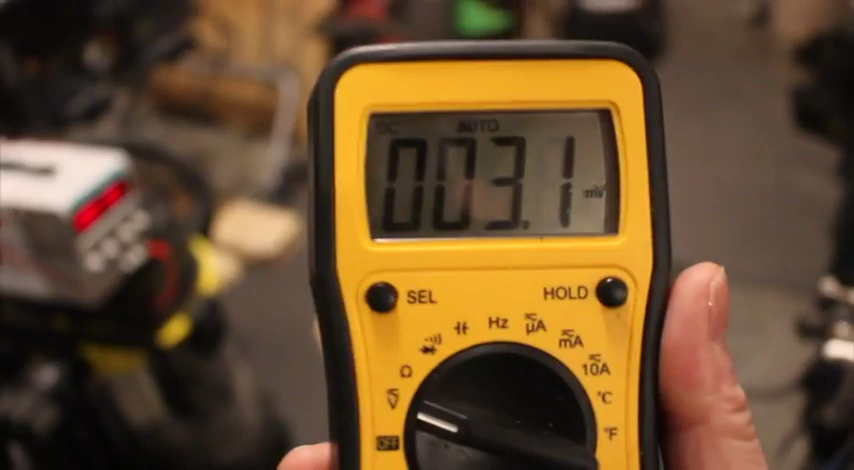 DC AUTO
003.1 mV
SEL HOLD
Hz µA
mA
Ω 10A
V °C
OFF °F